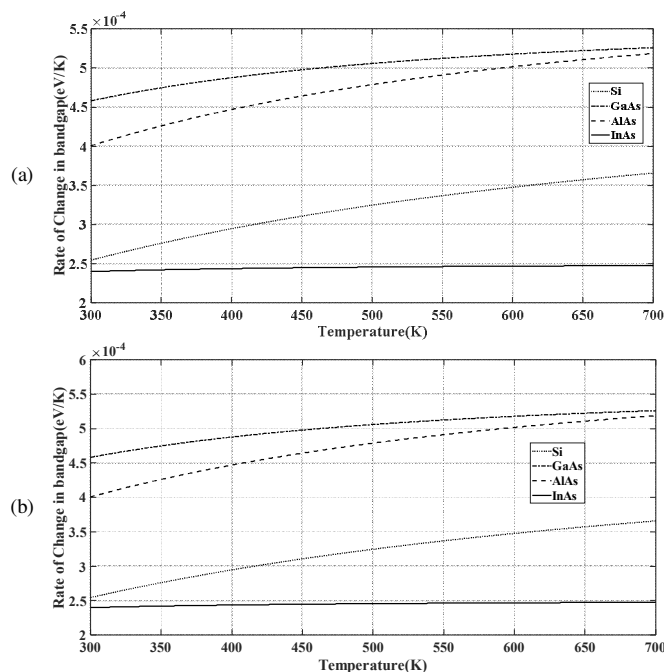 (a)
×10⁻⁴
Rate of Change in bandgap(eV/K)
5.5
5
4.5
4
3.5
3
2.5
2
300 350 400 450 500 550 600 650 700
Temperature(K)
Si
GaAs
AlAs
InAs
(b)
×10⁻⁴
Rate of Change in bandgap(eV/K)
6
5.5
5
4.5
4
3.5
3
2.5
2
300 350 400 450 500 550 600 650 700
Temperature(K)
Si
GaAs
AlAs
InAs